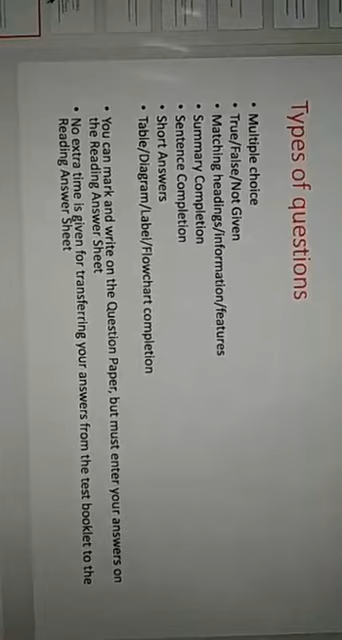 Types of questions
• Multiple choice
• True/False/Not Given
• Matching headings/information/features
• Summary Completion
• Sentence Completion
• Short Answers
• Table/Diagram/Label/Flowchart completion
• You can mark and write on the Question Paper, but must enter your answers on
the Reading Answer Sheet
• No extra time is given for transferring your answers from the test booklet to the
Reading Answer Sheet